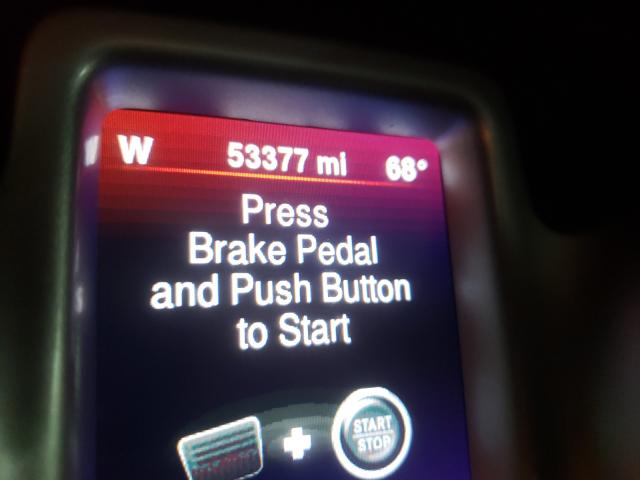 W 53377 mi 68°
Press
Brake Pedal
and Push Button
to Start
START
STOP